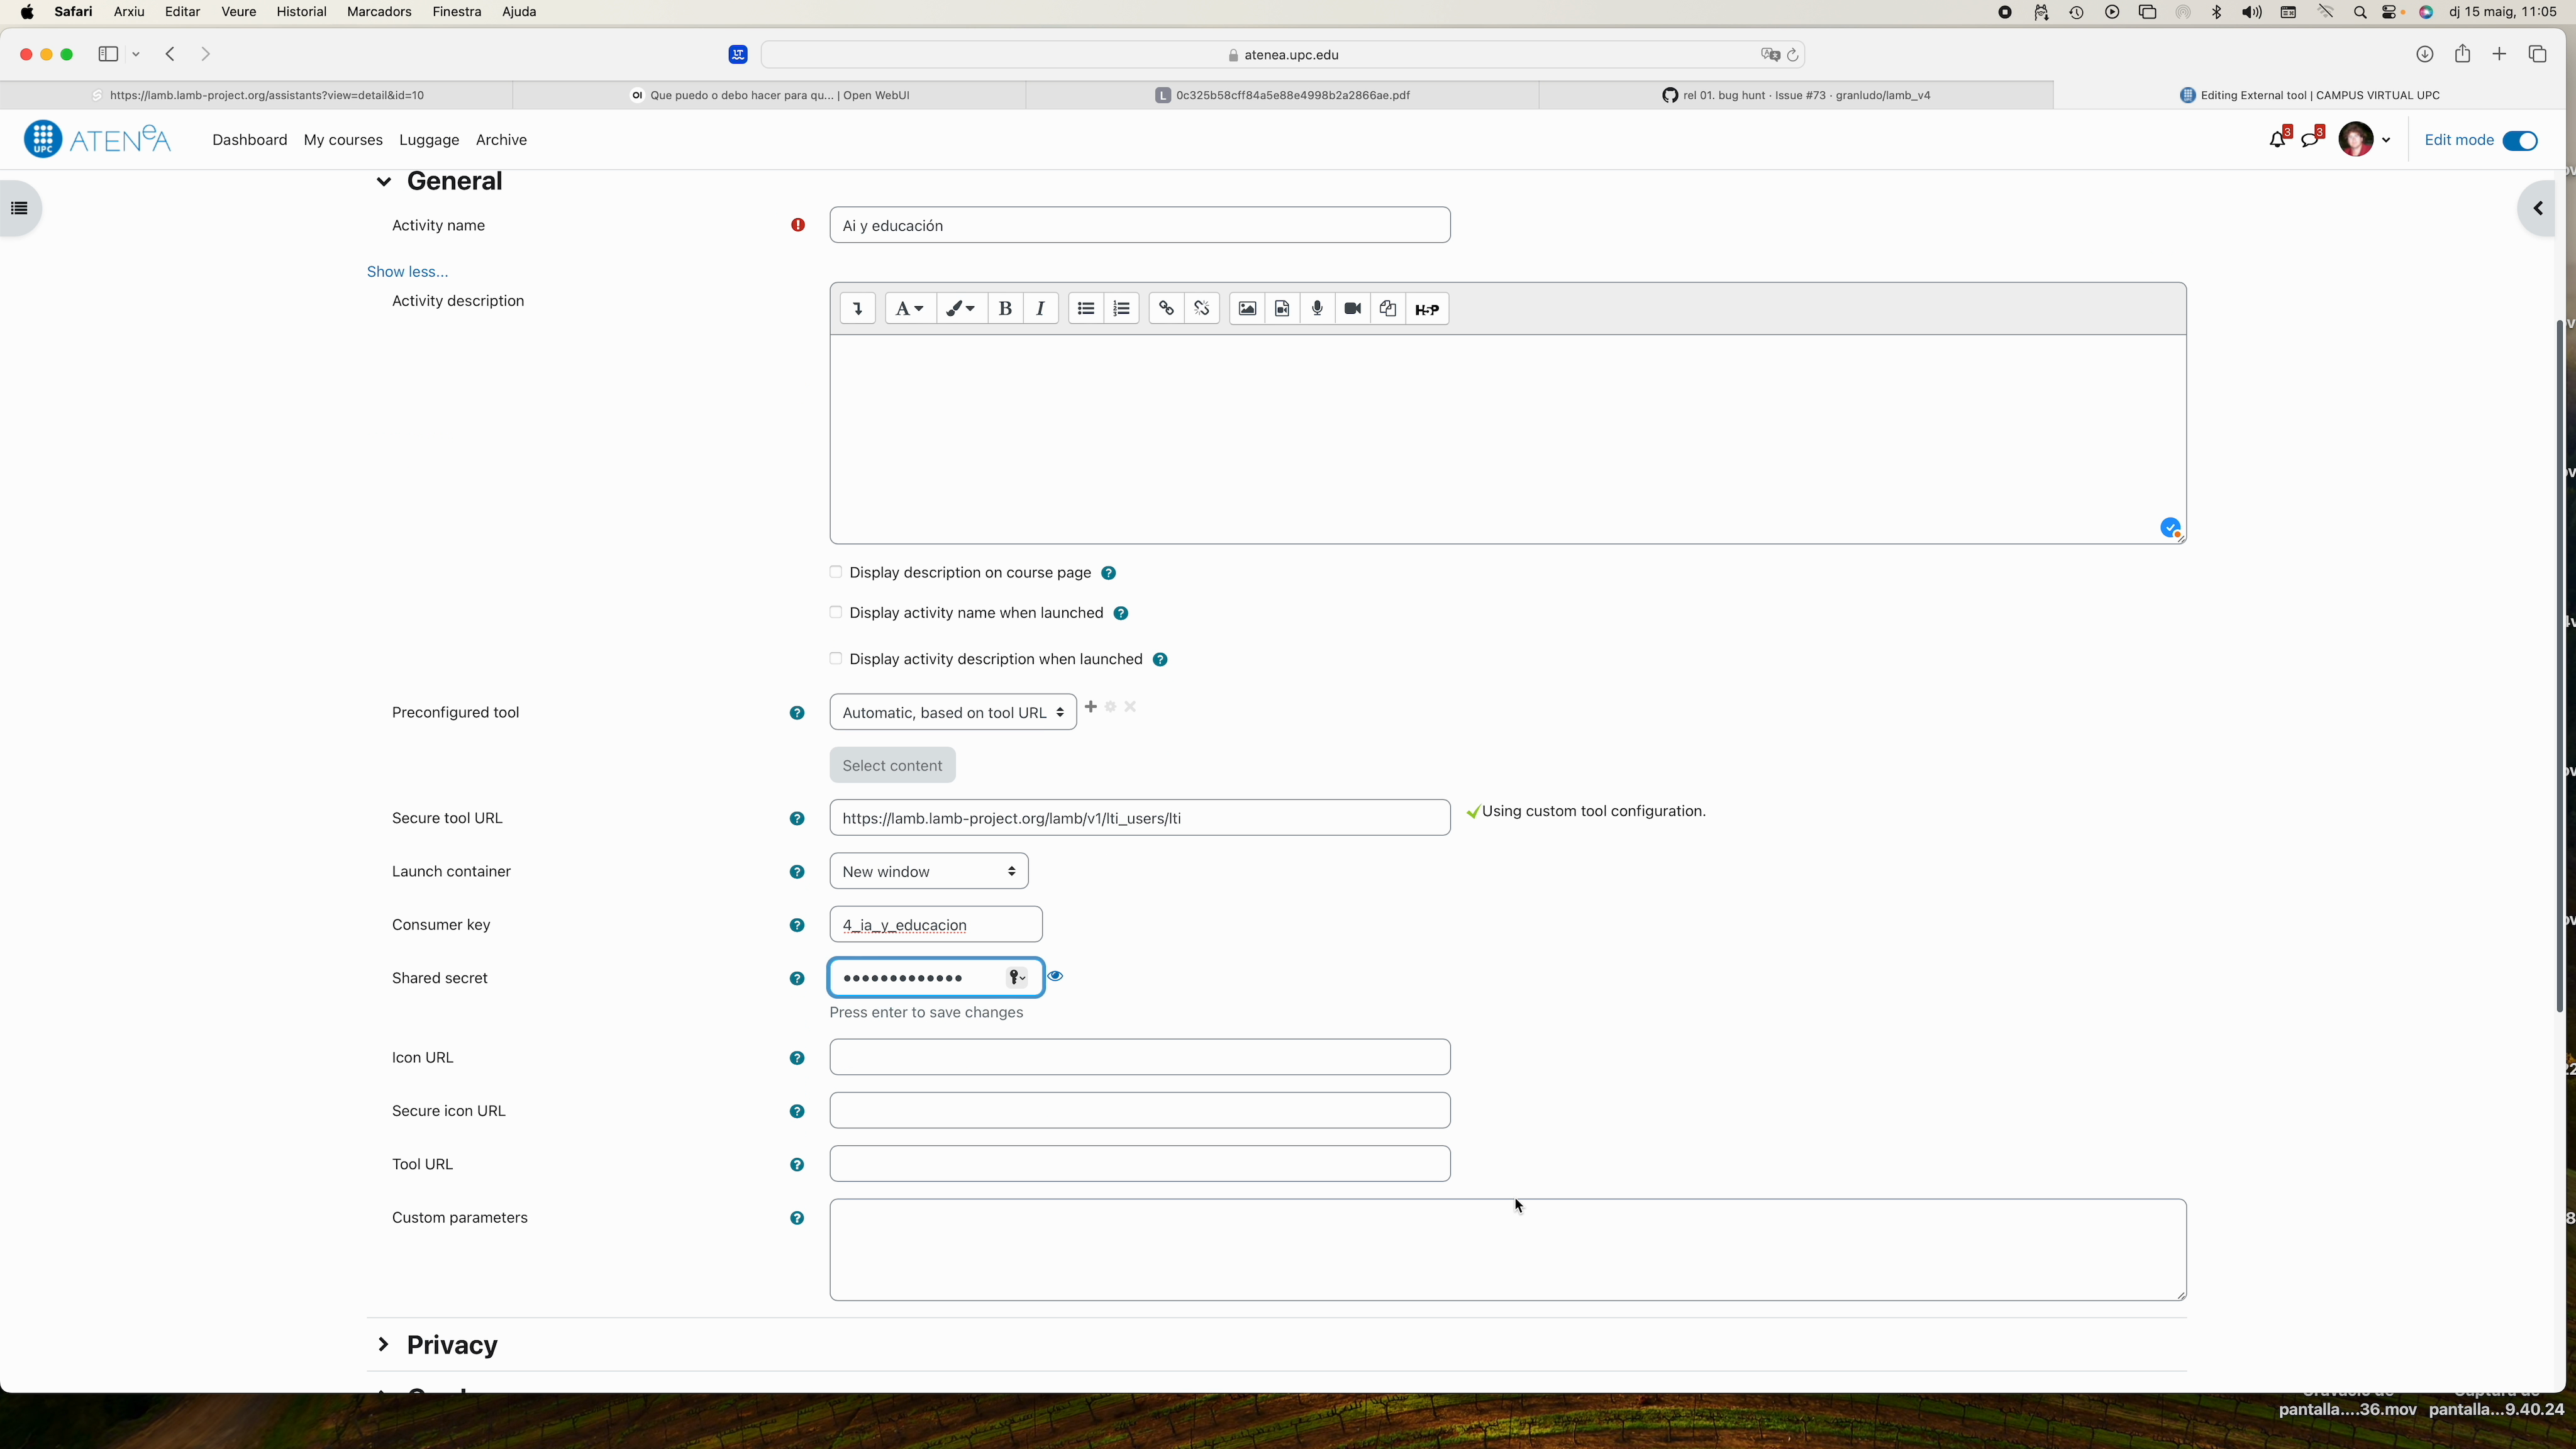 Safari Arxiu Editar Veure Historial Marcadors Finestra Ajuda dj 15 maig, 11:05
atenea.upc.edu
https://lamb.lamb-project.org/assistants?view=detail&id=10
OI Que puedo o debo hacer para qu... | Open WebUI
L 0c325b58cff84a5e88e4998b2a2866ae.pdf
rel 01. bug hunt · Issue #73 · granludo/lamb_v4
Editing External tool | CAMPUS VIRTUAL UPC
UPC ATENEA Dashboard My courses Luggage Archive 3 3 Edit mode
General
Activity name Ai y educación
Show less...
Activity description
A B I H5P
Display description on course page
Display activity name when launched
Display activity description when launched
Preconfigured tool Automatic, based on tool URL
Select content
Secure tool URL https://lamb.lamb-project.org/lamb/v1/lti_users/lti Using custom tool configuration.
Launch container New window
Consumer key 4_ia_y_educacion
Shared secret •••••••••••••
Press enter to save changes
Icon URL
Secure icon URL
Tool URL
Custom parameters
Privacy
pantalla....36.mov pantalla...9.40.24